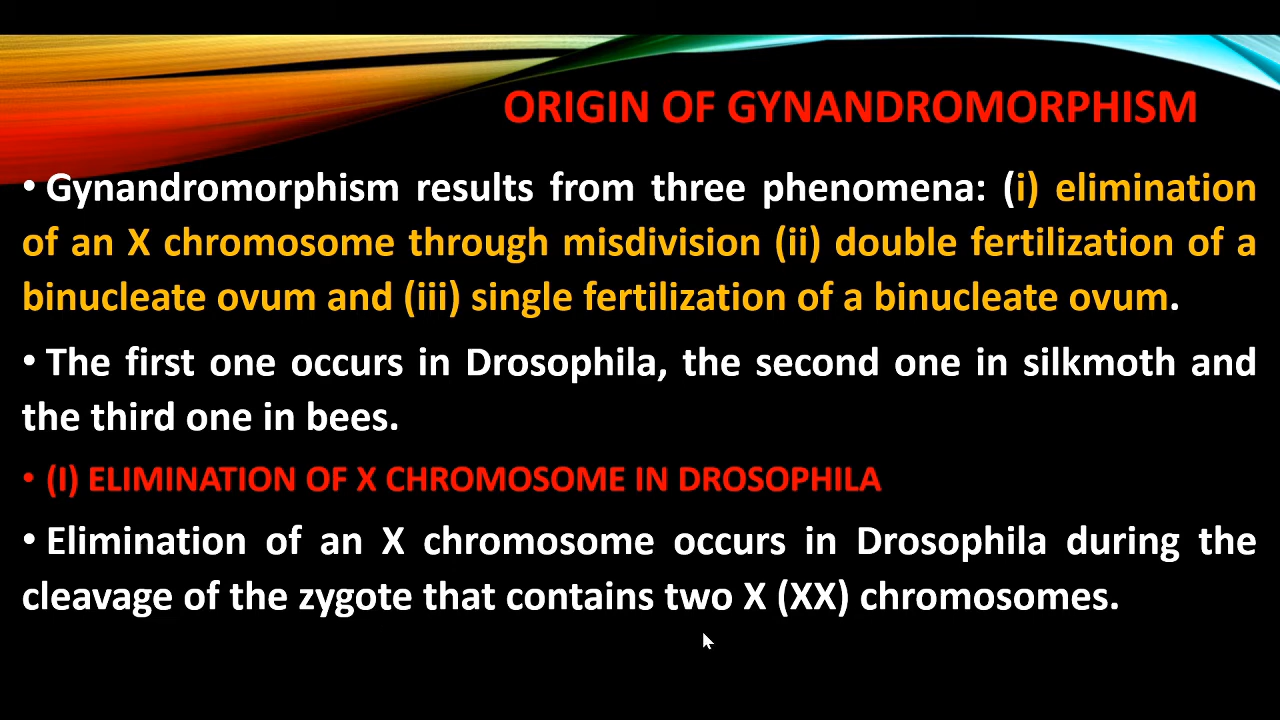 ORIGIN OF GYNANDROMORPHISM
• Gynandromorphism results from three phenomena: (i) elimination
of an X chromosome through misdivision (ii) double fertilization of a
binucleate ovum and (iii) single fertilization of a binucleate ovum.
• The first one occurs in Drosophila, the second one in silkmoth and
the third one in bees.
• (I) ELIMINATION OF X CHROMOSOME IN DROSOPHILA
• Elimination of an X chromosome occurs in Drosophila during the
cleavage of the zygote that contains two X (XX) chromosomes.